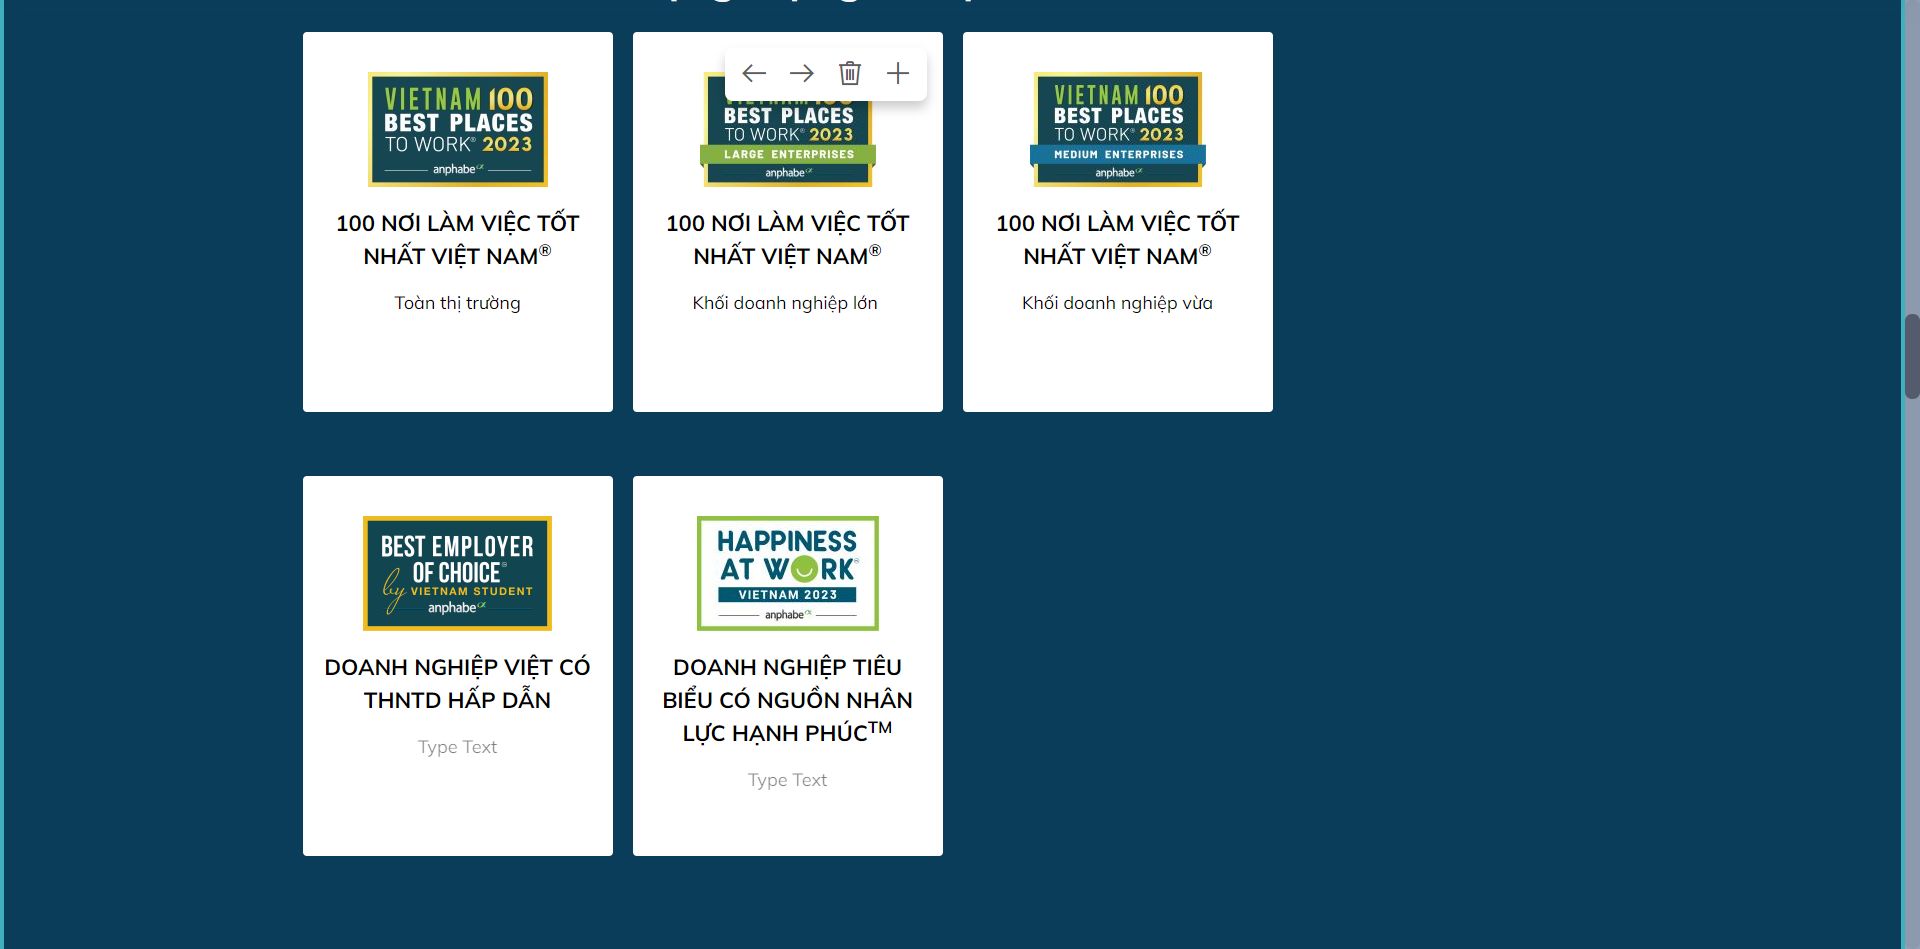 VIETNAM 100
BEST PLACES
TO WORK® 2023
anphabe
100 NƠI LÀM VIỆC TỐT
NHẤT VIỆT NAM®
Toàn thị trường
BEST PLACES
TO WORK® 2023
LARGE ENTERPRISES
anphabe
100 NƠI LÀM VIỆC TỐT
NHẤT VIỆT NAM®
Khối doanh nghiệp lớn
VIETNAM 100
BEST PLACES
TO WORK® 2023
MEDIUM ENTERPRISES
anphabe
100 NƠI LÀM VIỆC TỐT
NHẤT VIỆT NAM®
Khối doanh nghiệp vừa
BEST EMPLOYER
OF CHOICE®
by VIETNAM STUDENT
anphabe
DOANH NGHIỆP VIỆT CÓ
THNTD HẤP DẪN
Type Text
HAPPINESS
AT WORK®
VIETNAM 2023
anphabe
DOANH NGHIỆP TIÊU
BIỂU CÓ NGUỒN NHÂN
LỰC HẠNH PHÚC™
Type Text